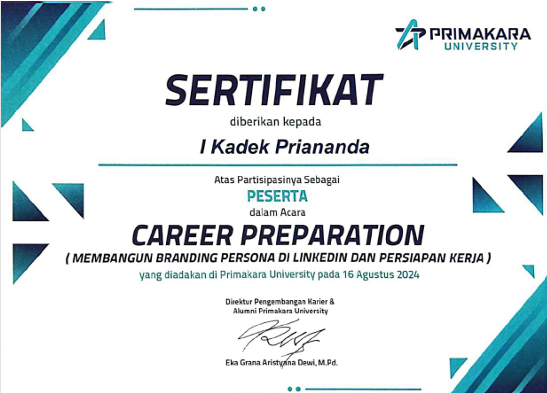 PRIMAKARA
UNIVERSITY
SERTIFIKAT
diberikan kepada
I Kadek Priananda
Atas Partisipasinya Sebagai
PESERTA
dalam Acara
CAREER PREPARATION
( MEMBANGUN BRANDING PERSONA DI LINKEDIN DAN PERSIAPAN KERJA )
yang diadakan di Primakara University pada 16 Agustus 2024
Direktur Pengembangan Karier &
Alumni Primakara University
Eka Grana Aristyana Dewi, M.Pd.